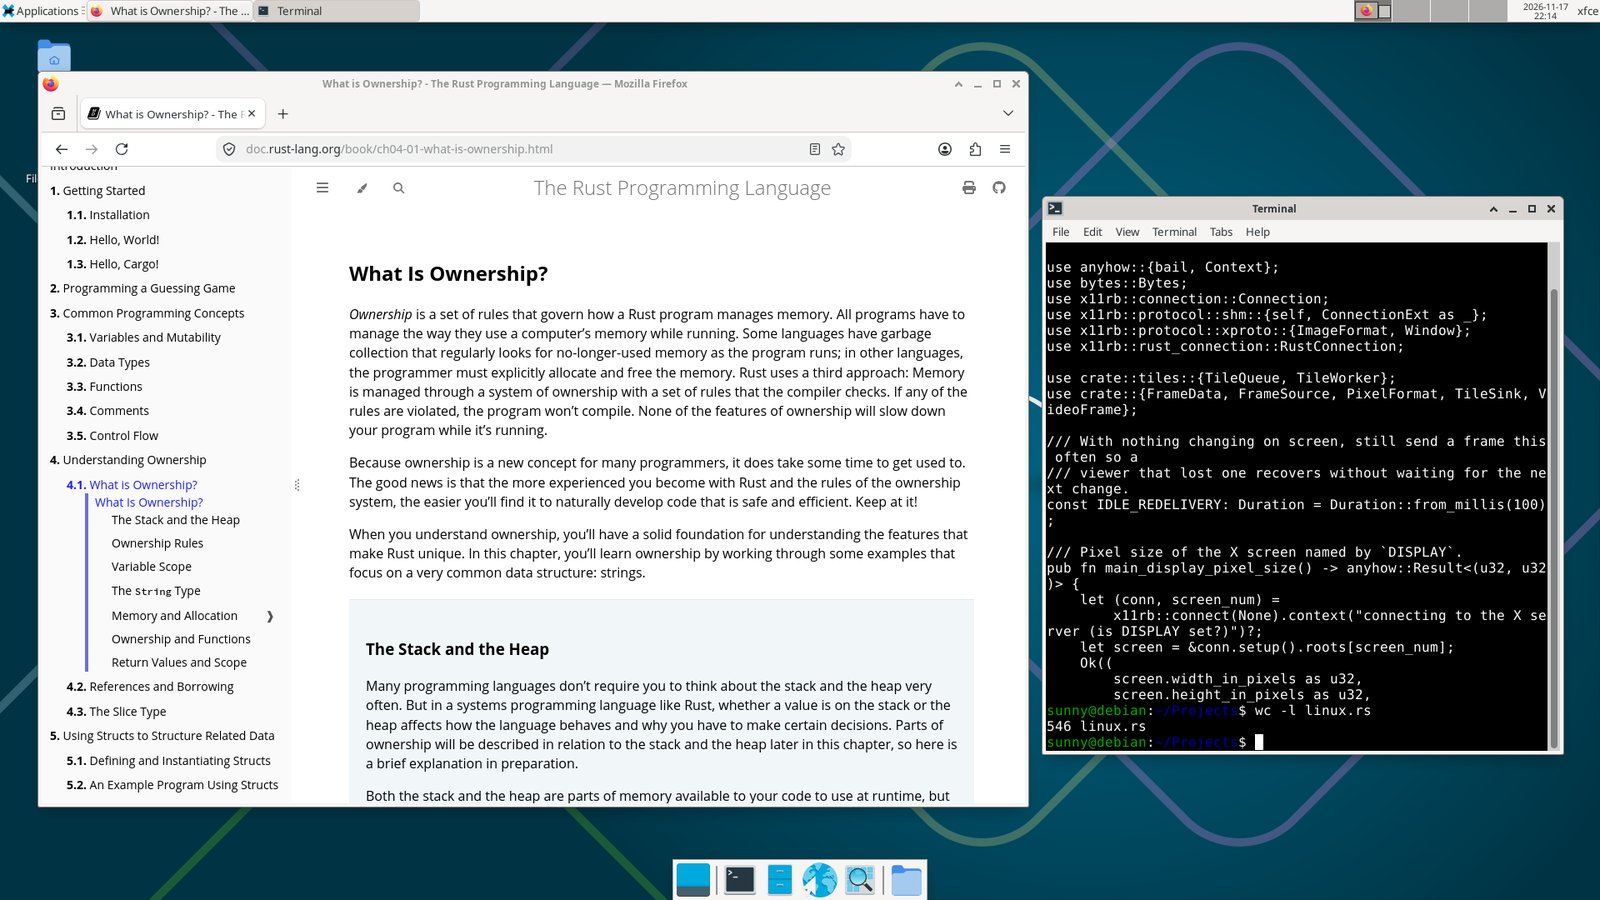 Applications
What is Ownership? - The ...
Terminal
2026-11-17
22:14
xfce
What is Ownership? - The Rust Programming Language — Mozilla Firefox
What is Ownership? - The
doc.rust-lang.org/book/ch04-01-what-is-ownership.html
Introduction
1. Getting Started
1.1. Installation
1.2. Hello, World!
1.3. Hello, Cargo!
2. Programming a Guessing Game
3. Common Programming Concepts
3.1. Variables and Mutability
3.2. Data Types
3.3. Functions
3.4. Comments
3.5. Control Flow
4. Understanding Ownership
4.1. What is Ownership?
What Is Ownership?
The Stack and the Heap
Ownership Rules
Variable Scope
The String Type
Memory and Allocation
Ownership and Functions
Return Values and Scope
4.2. References and Borrowing
4.3. The Slice Type
5. Using Structs to Structure Related Data
5.1. Defining and Instantiating Structs
5.2. An Example Program Using Structs
The Rust Programming Language
What Is Ownership?
Ownership is a set of rules that govern how a Rust program manages memory. All programs have to
manage the way they use a computer’s memory while running. Some languages have garbage
collection that regularly looks for no-longer-used memory as the program runs; in other languages,
the programmer must explicitly allocate and free the memory. Rust uses a third approach: Memory
is managed through a system of ownership with a set of rules that the compiler checks. If any of the
rules are violated, the program won’t compile. None of the features of ownership will slow down
your program while it’s running.
Because ownership is a new concept for many programmers, it does take some time to get used to.
The good news is that the more experienced you become with Rust and the rules of the ownership
system, the easier you’ll find it to naturally develop code that is safe and efficient. Keep at it!
When you understand ownership, you’ll have a solid foundation for understanding the features that
make Rust unique. In this chapter, you’ll learn ownership by working through some examples that
focus on a very common data structure: strings.
The Stack and the Heap
Many programming languages don’t require you to think about the stack and the heap very
often. But in a systems programming language like Rust, whether a value is on the stack or the
heap affects how the language behaves and why you have to make certain decisions. Parts of
ownership will be described in relation to the stack and the heap later in this chapter, so here is
a brief explanation in preparation.
Both the stack and the heap are parts of memory available to your code to use at runtime, but
Terminal
File Edit View Terminal Tabs Help
use anyhow::{bail, Context};
use bytes::Bytes;
use x11rb::connection::Connection;
use x11rb::protocol::shm::{self, ConnectionExt as _};
use x11rb::protocol::xproto::{ImageFormat, Window};
use x11rb::rust_connection::RustConnection;
use crate::tiles::{TileQueue, TileWorker};
use crate::{FrameData, FrameSource, PixelFormat, TileSink, V
ideoFrame};
/// With nothing changing on screen, still send a frame this
 often so a
/// viewer that lost one recovers without waiting for the ne
xt change.
const IDLE_REDELIVERY: Duration = Duration::from_millis(100)
;
/// Pixel size of the X screen named by `DISPLAY`.
pub fn main_display_pixel_size() -> anyhow::Result<(u32, u32
)> {
    let (conn, screen_num) =
        x11rb::connect(None).context("connecting to the X se
rver (is DISPLAY set?)")?;
    let screen = &conn.setup().roots[screen_num];
    Ok((
        screen.width_in_pixels as u32,
        screen.height_in_pixels as u32,
sunny@debian:~/Projects$ wc -l linux.rs
546 linux.rs
sunny@debian:~/Projects$